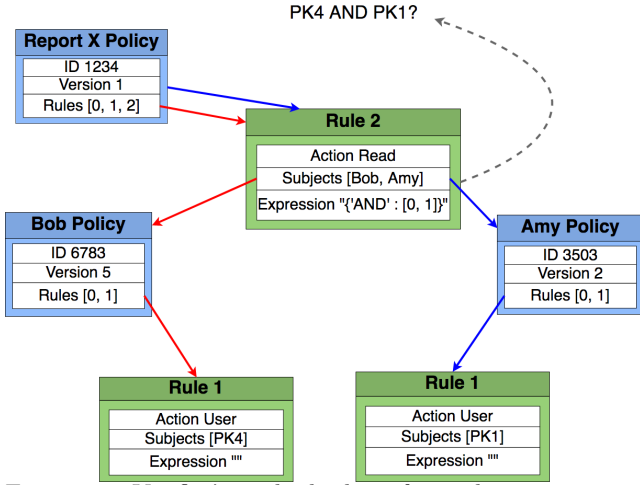 PK4 AND PK1?
Report X Policy
ID 1234
Version 1
Rules [0, 1, 2]
Rule 2
Action Read
Subjects [Bob, Amy]
Expression "{'AND' : [0, 1]}"
Bob Policy
ID 6783
Version 5
Rules [0, 1]
Amy Policy
ID 3503
Version 2
Rules [0, 1]
Rule 1
Action User
Subjects [PK4]
Expression ""
Rule 1
Action User
Subjects [PK1]
Expression ""